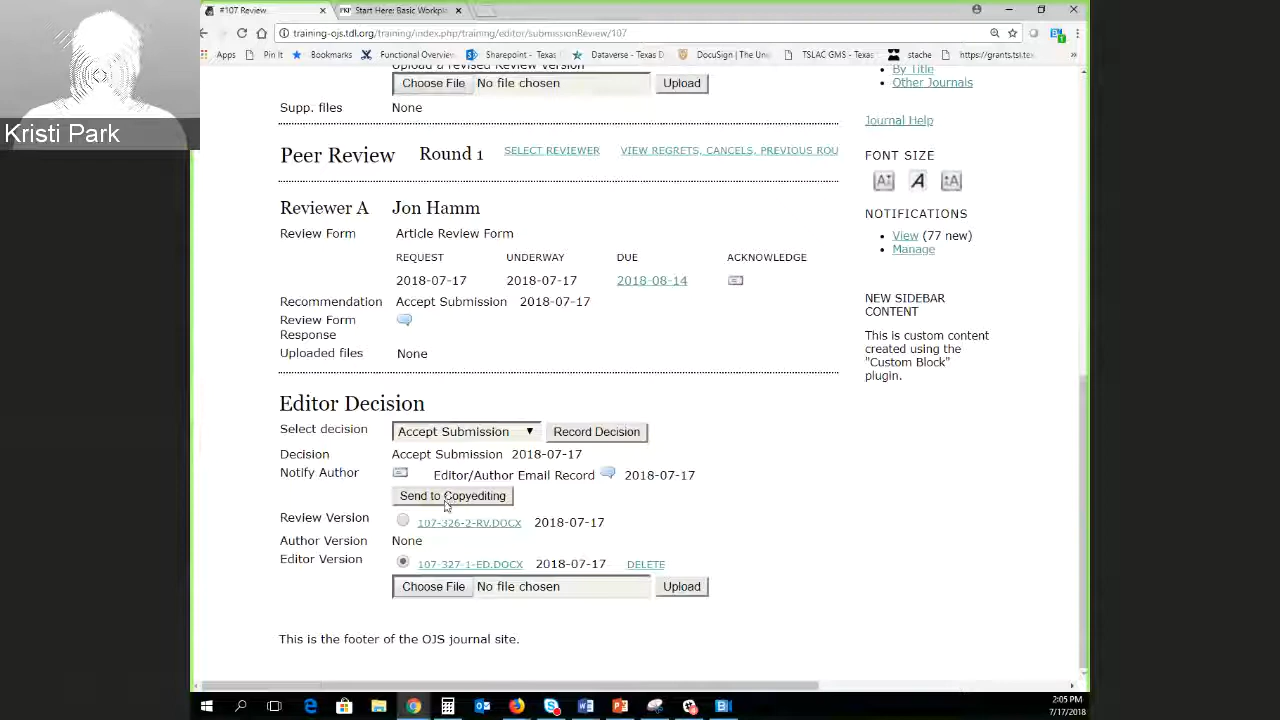 #107 Review
Start Here: Basic Workpla
training-ojs.tdl.org/training/index.php/training/editor/submissionReview/107
Apps Pin It Bookmarks Functional Overview Sharepoint - Texas D Dataverse - Texas D DocuSign | The Un TSLAC GMS - Texas stache https://grants.tsl.tex
Kristi Park
Upload a revised Review Version
Choose File No file chosen Upload
Supp. files None
Peer Review Round 1 SELECT REVIEWER VIEW REGRETS, CANCELS, PREVIOUS ROU
Reviewer A Jon Hamm
Review Form Article Review Form
REQUEST UNDERWAY DUE ACKNOWLEDGE
2018-07-17 2018-07-17 2018-08-14
Recommendation Accept Submission 2018-07-17
Review Form
Response
Uploaded files None
Editor Decision
Select decision Accept Submission Record Decision
Decision Accept Submission 2018-07-17
Notify Author Editor/Author Email Record 2018-07-17
Send to Copyediting
Review Version 107-326-2-RV.DOCX 2018-07-17
Author Version None
Editor Version 107-327-1-ED.DOCX 2018-07-17 DELETE
Choose File No file chosen Upload
This is the footer of the OJS journal site.
By Title
Other Journals
Journal Help
FONT SIZE
NOTIFICATIONS
View (77 new)
Manage
NEW SIDEBAR
CONTENT
This is custom content
created using the
"Custom Block"
plugin.
2:05 PM
7/17/2018